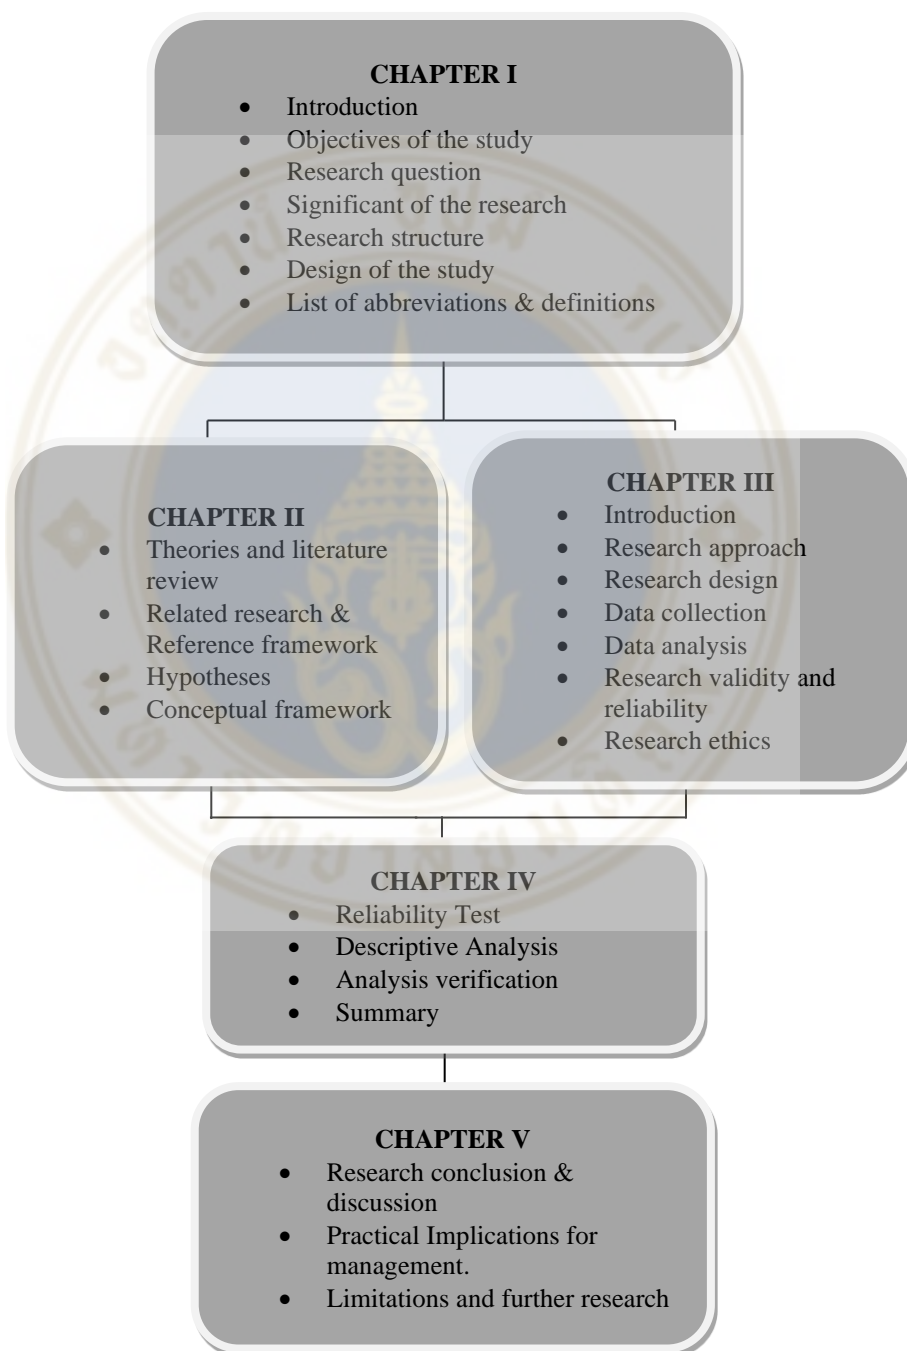 CHAPTER I
• Introduction
• Objectives of the study
• Research question
• Significant of the research
• Research structure
• Design of the study
• List of abbreviations & definitions
CHAPTER II
• Theories and literature
review
• Related research &
Reference framework
• Hypotheses
• Conceptual framework
CHAPTER III
• Introduction
• Research approach
• Research design
• Data collection
• Data analysis
• Research validity and
reliability
• Research ethics
CHAPTER IV
• Reliability Test
• Descriptive Analysis
• Analysis verification
• Summary
CHAPTER V
• Research conclusion &
discussion
• Practical Implications for
management.
• Limitations and further research